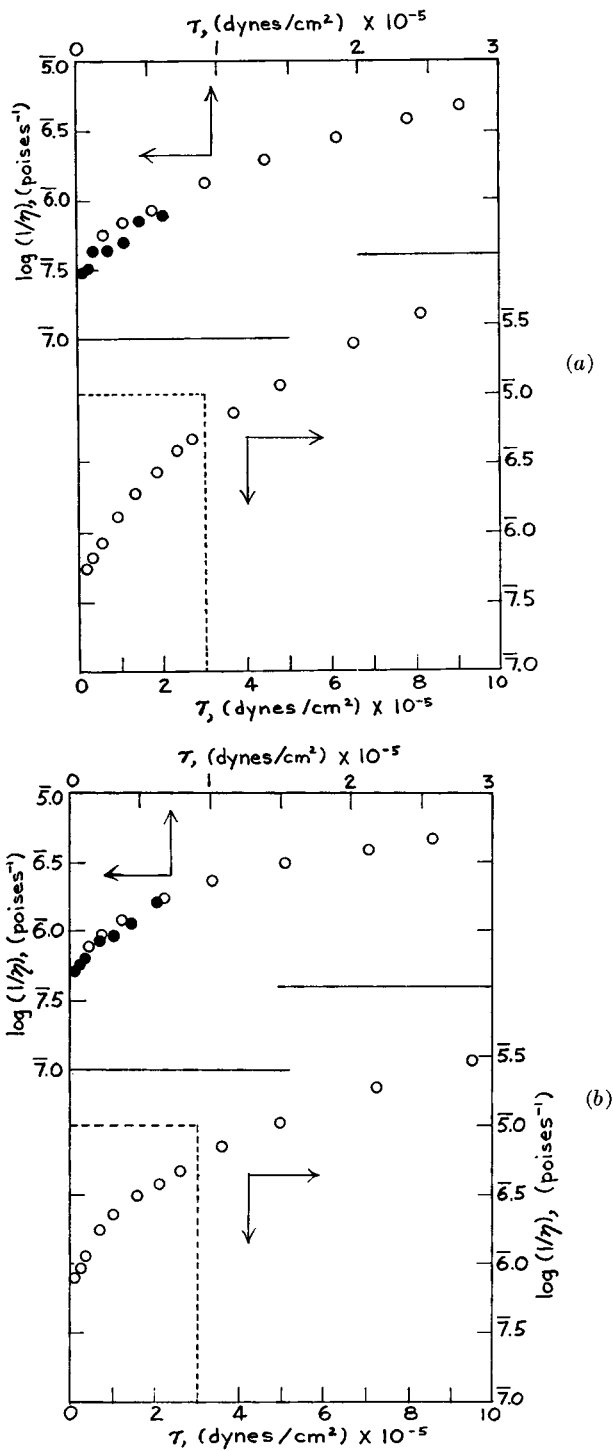 τ, (dynes/cm²) × 10⁻⁵
0 1 2 3
5̅.0
6̅.5
6̅.0
7̅.5
7̅.0
log (1/η), (poises⁻¹)
5̅.5
5̅.0
6̅.5
6̅.0
7̅.5
7̅.0
(a)
0 2 4 6 8 10
τ, (dynes/cm²) × 10⁻⁵
τ, (dynes/cm²) × 10⁻⁵
0 1 2 3
5̅.0
6̅.5
6̅.0
7̅.5
7̅.0
log (1/η), (poises⁻¹)
5̅.5
5̅.0
6̅.5
6̅.0
7̅.5
7̅.0
log (1/η), (poises⁻¹)
(b)
0 2 4 6 8 10
τ, (dynes/cm²) × 10⁻⁵